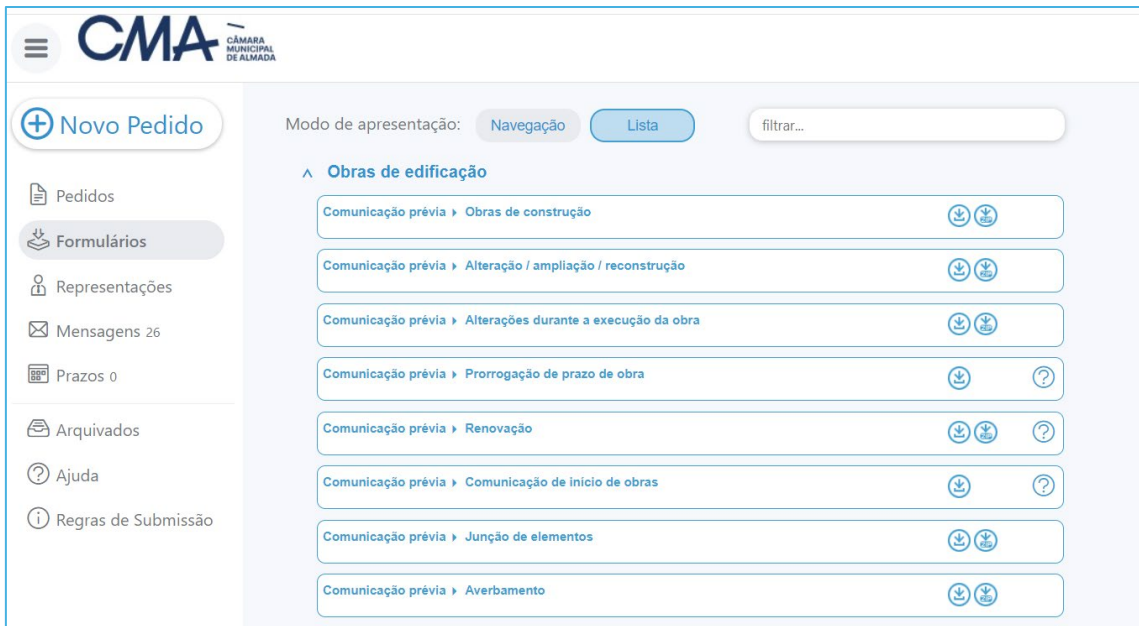 CMA CÂMARA
MUNICIPAL
DE ALMADA
Novo Pedido
Pedidos
Formulários
Representações
Mensagens 26
Prazos 0
Arquivados
Ajuda
Regras de Submissão
Modo de apresentação: Navegação Lista filtrar...
Obras de edificação
Comunicação prévia Obras de construção
Comunicação prévia Alteração / ampliação / reconstrução
Comunicação prévia Alterações durante a execução da obra
Comunicação prévia Prorrogação de prazo de obra
Comunicação prévia Renovação
Comunicação prévia Comunicação de início de obras
Comunicação prévia Junção de elementos
Comunicação prévia Averbamento